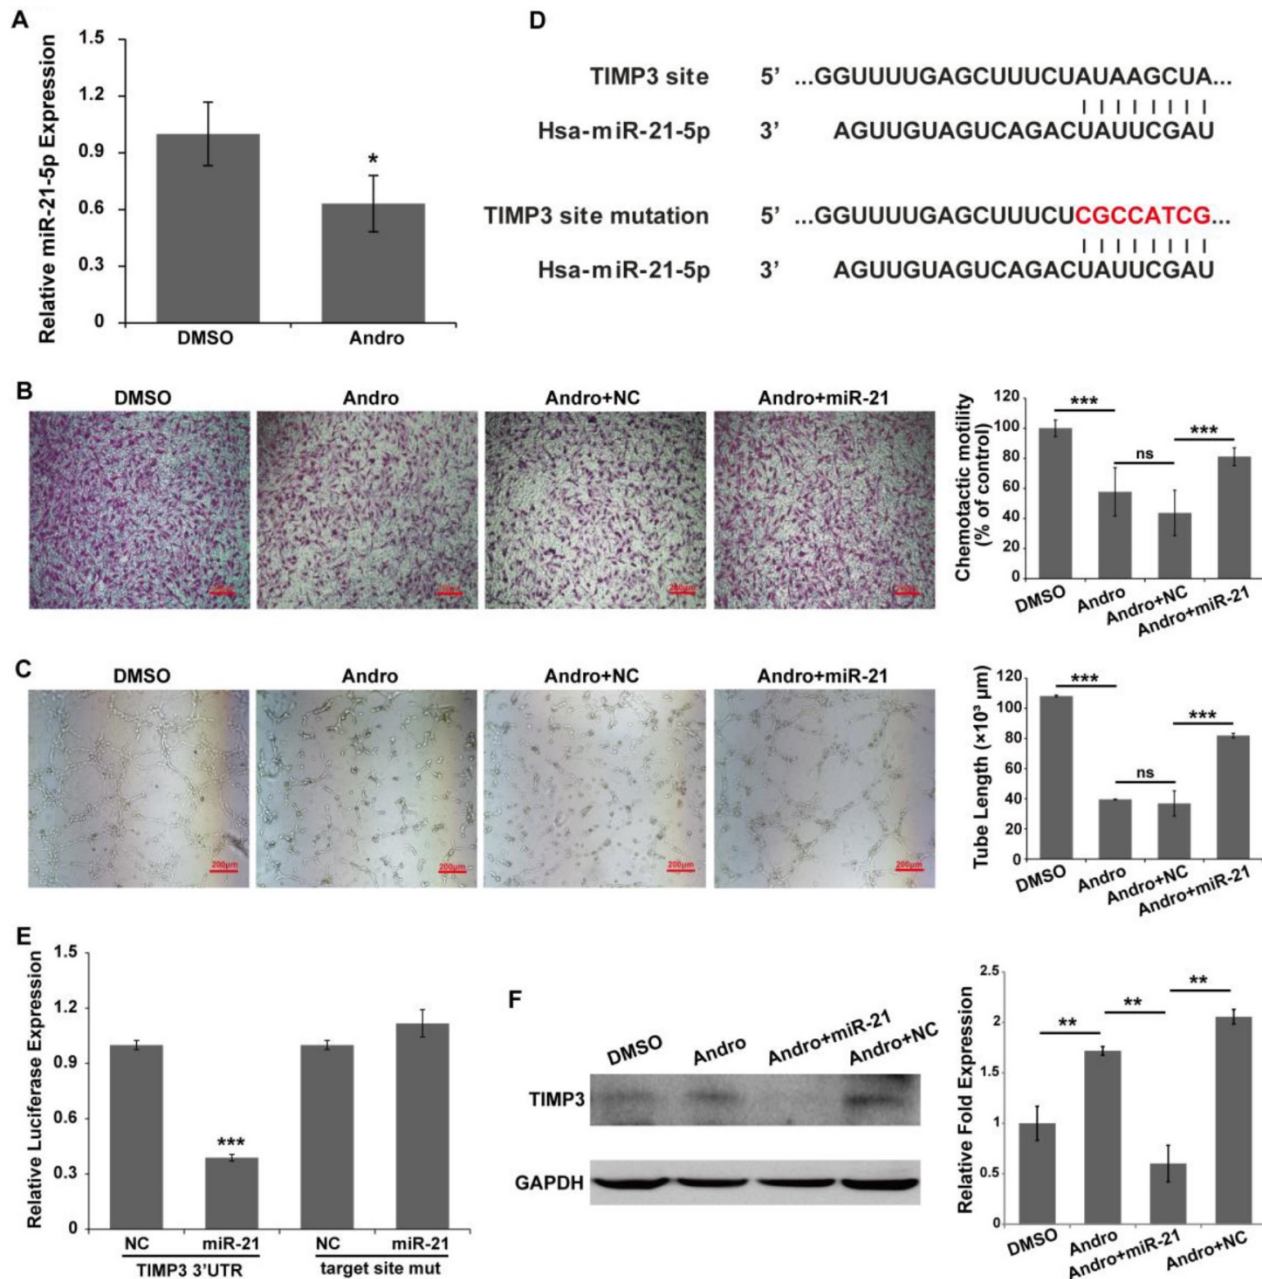 A
1.5
1.2
0.9
0.6
0.3
0
Relative miR-21-5p Expression
*
DMSO Andro
D
TIMP3 site 5’ ...GGUUUUGAGCUUUCUAUAAGCUA...
Hsa-miR-21-5p 3’ AGUUGUAGUCAGACUAUUCGAU
TIMP3 site mutation 5’ ...GGUUUUGAGCUUUCUCGCCATCG...
Hsa-miR-21-5p 3’ AGUUGUAGUCAGACUAUUCGAU
B
DMSO Andro Andro+NC Andro+miR-21
200µm
Chemotactic motility
(% of control)
120
100
80
60
40
20
0
*** ns ***
DMSO Andro Andro+NC Andro+miR-21
C
DMSO Andro Andro+NC Andro+miR-21
200µm 200µm 200µm 200µm
Tube Length (×10³ µm)
120
100
80
60
40
20
0
*** ns ***
DMSO Andro Andro+NC Andro+miR-21
E
Relative Luciferase Expression
1.5
1.2
0.9
0.6
0.3
0
***
NC miR-21 NC miR-21
TIMP3 3’UTR target site mut
F
DMSO Andro Andro+miR-21 Andro+NC
TIMP3
GAPDH
Relative Fold Expression
2.5
2
1.5
1
0.5
0
** ** **
DMSO Andro Andro+miR-21 Andro+NC